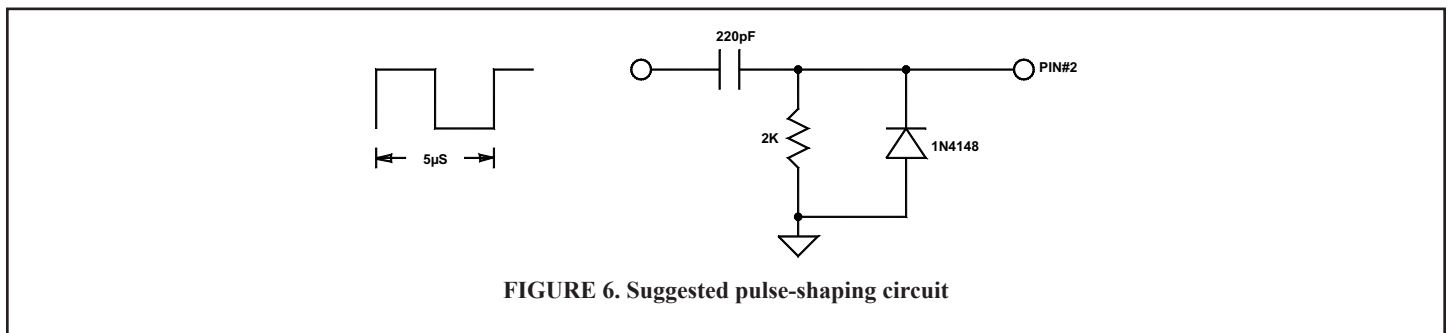 220pF
PIN#2
2K
1N4148
5µS
FIGURE 6. Suggested pulse-shaping circuit